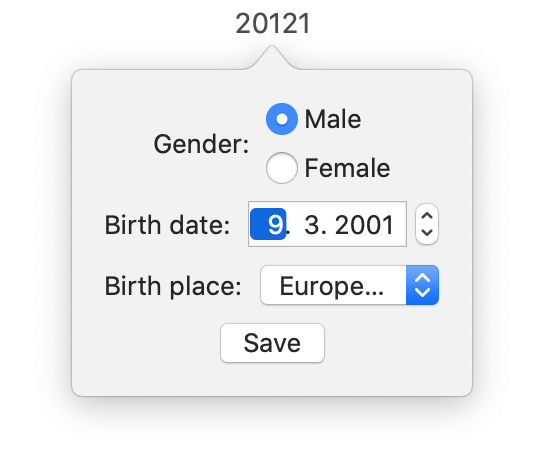 20121
Gender:
Male
Female
Birth date: 9. 3. 2001
Birth place: Europe...
Save